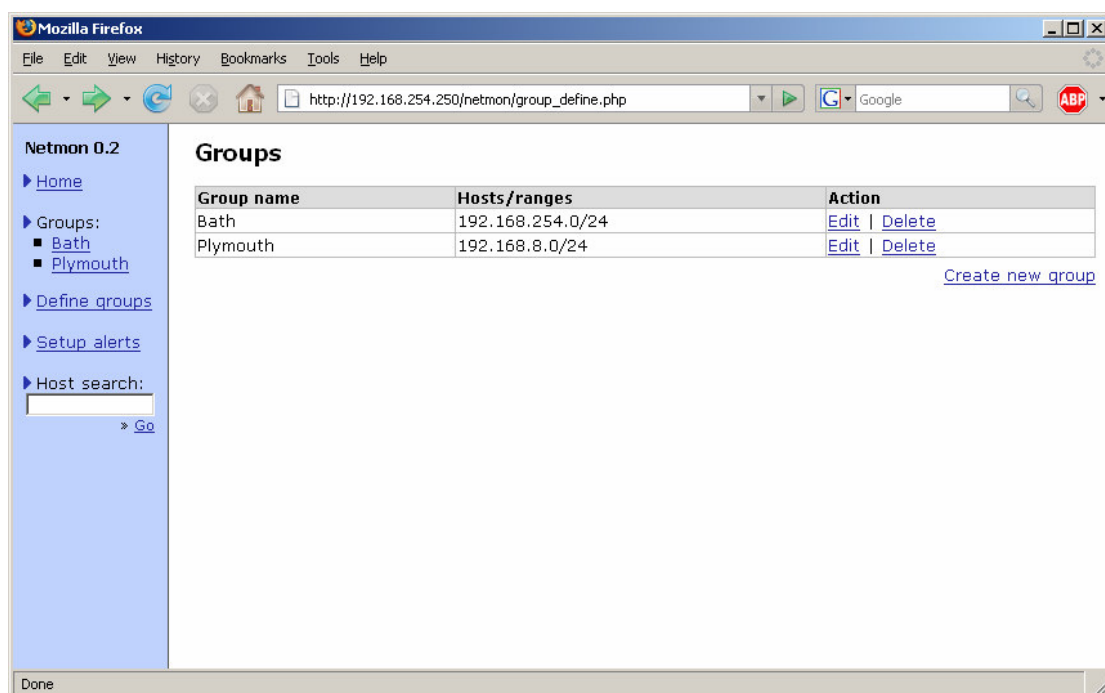 Mozilla Firefox
File Edit View History Bookmarks Tools Help
http://192.168.254.250/netmon/group_define.php G Google ABP
Netmon 0.2
Home
Groups:
Bath
Plymouth
Define groups
Setup alerts
Host search:
» Go
Groups
Group name Hosts/ranges Action
Bath 192.168.254.0/24 Edit | Delete
Plymouth 192.168.8.0/24 Edit | Delete
Create new group
Done